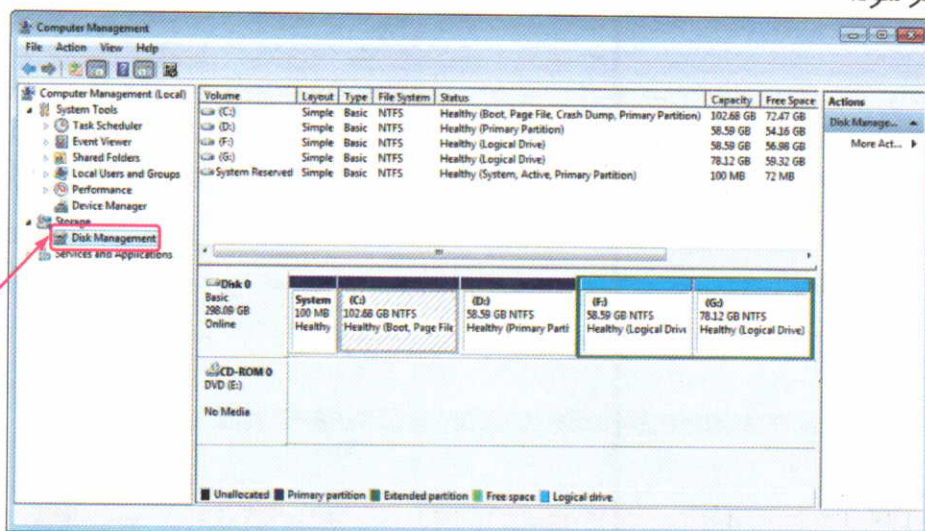 Computer Management
File Action View Help
Computer Management (Local)
System Tools
Task Scheduler
Event Viewer
Shared Folders
Local Users and Groups
Performance
Device Manager
Storage
Disk Management
Services and Applications
Volume Layout Type File System Status Capacity Free Space
(C:) Simple Basic NTFS Healthy (Boot, Page File, Crash Dump, Primary Partition) 102.68 GB 72.47 GB
(D:) Simple Basic NTFS Healthy (Primary Partition) 58.59 GB 54.16 GB
(F:) Simple Basic NTFS Healthy (Logical Drive) 58.59 GB 56.98 GB
(G:) Simple Basic NTFS Healthy (Logical Drive) 78.12 GB 59.32 GB
System Reserved Simple Basic NTFS Healthy (System, Active, Primary Partition) 100 MB 72 MB
Actions
Disk Manage...
More Act...
Disk 0
Basic
298.09 GB
Online
System
100 MB
Healthy
(C:)
102.68 GB NTFS
Healthy (Boot, Page File
(D:)
58.59 GB NTFS
Healthy (Primary Parti
(F:)
58.59 GB NTFS
Healthy (Logical Driv
(G:)
78.12 GB NTFS
Healthy (Logical Drive)
CD-ROM 0
DVD (E:)
No Media
Unallocated Primary partition Extended partition Free space Logical drive